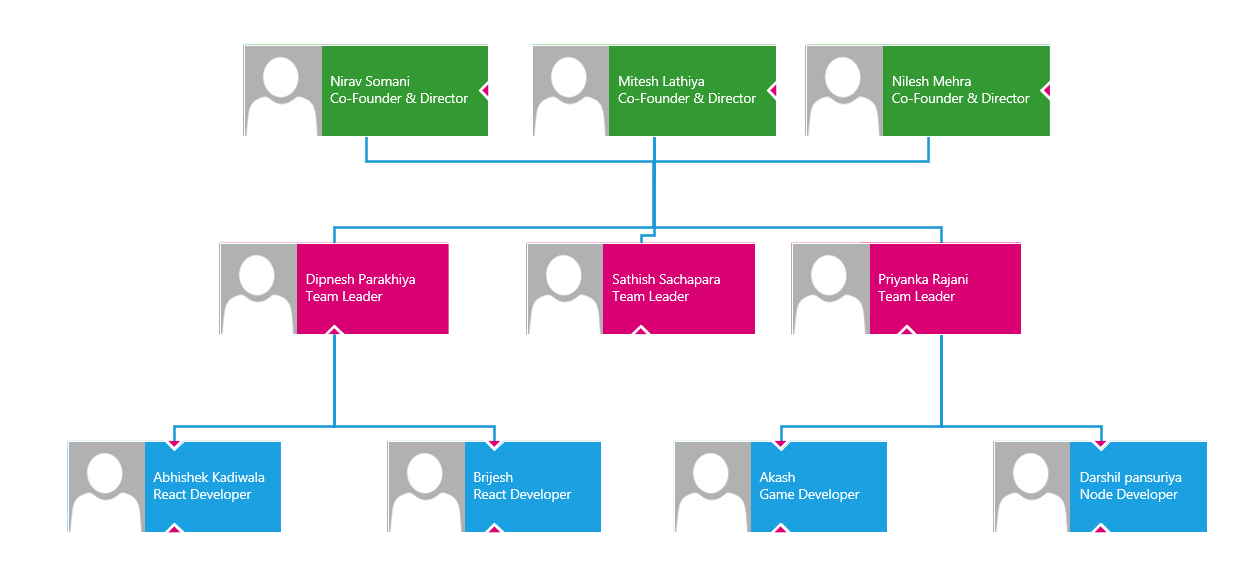 Nirav Somani
Co-Founder & Director
Mitesh Lathiya
Co-Founder & Director
Nilesh Mehra
Co-Founder & Director
Dipnesh Parakhiya
Team Leader
Sathish Sachapara
Team Leader
Priyanka Rajani
Team Leader
Abhishek Kadiwala
React Developer
Brijesh
React Developer
Akash
Game Developer
Darshil pansuriya
Node Developer